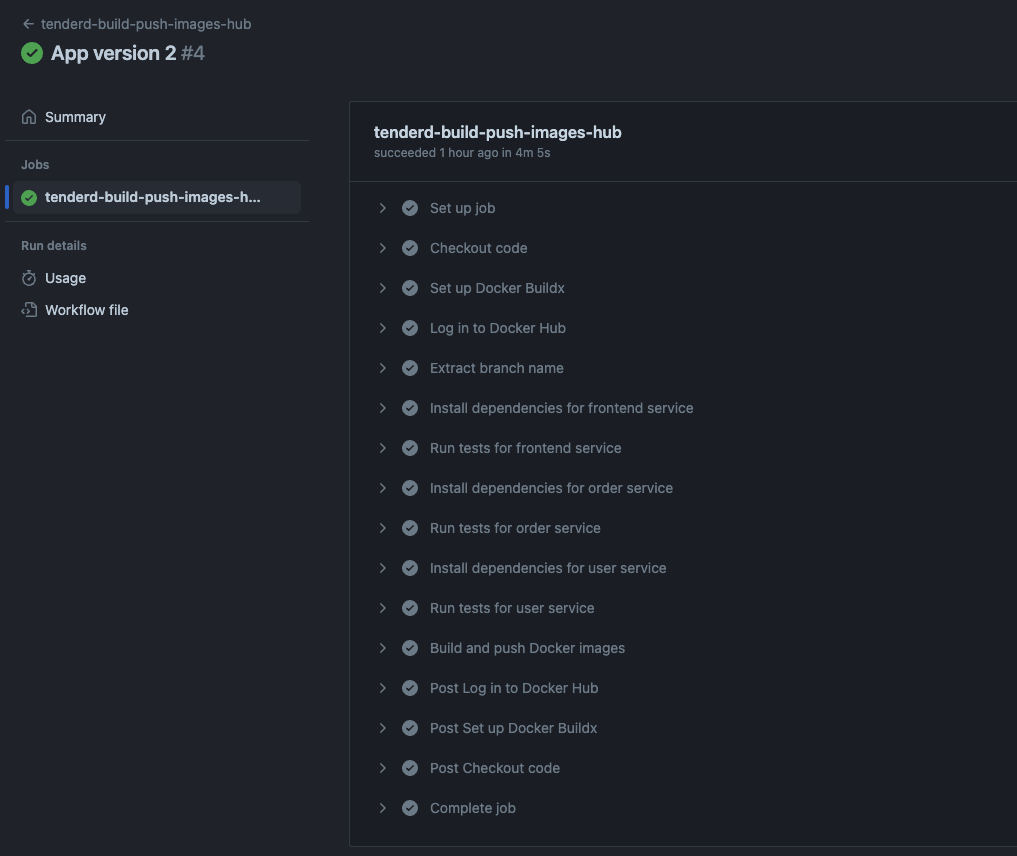 tenderd-build-push-images-hub
App version 2 #4
Summary
Jobs
tenderd-build-push-images-h...
Run details
Usage
Workflow file
tenderd-build-push-images-hub
succeeded 1 hour ago in 4m 5s
Set up job
Checkout code
Set up Docker Buildx
Log in to Docker Hub
Extract branch name
Install dependencies for frontend service
Run tests for frontend service
Install dependencies for order service
Run tests for order service
Install dependencies for user service
Run tests for user service
Build and push Docker images
Post Log in to Docker Hub
Post Set up Docker Buildx
Post Checkout code
Complete job